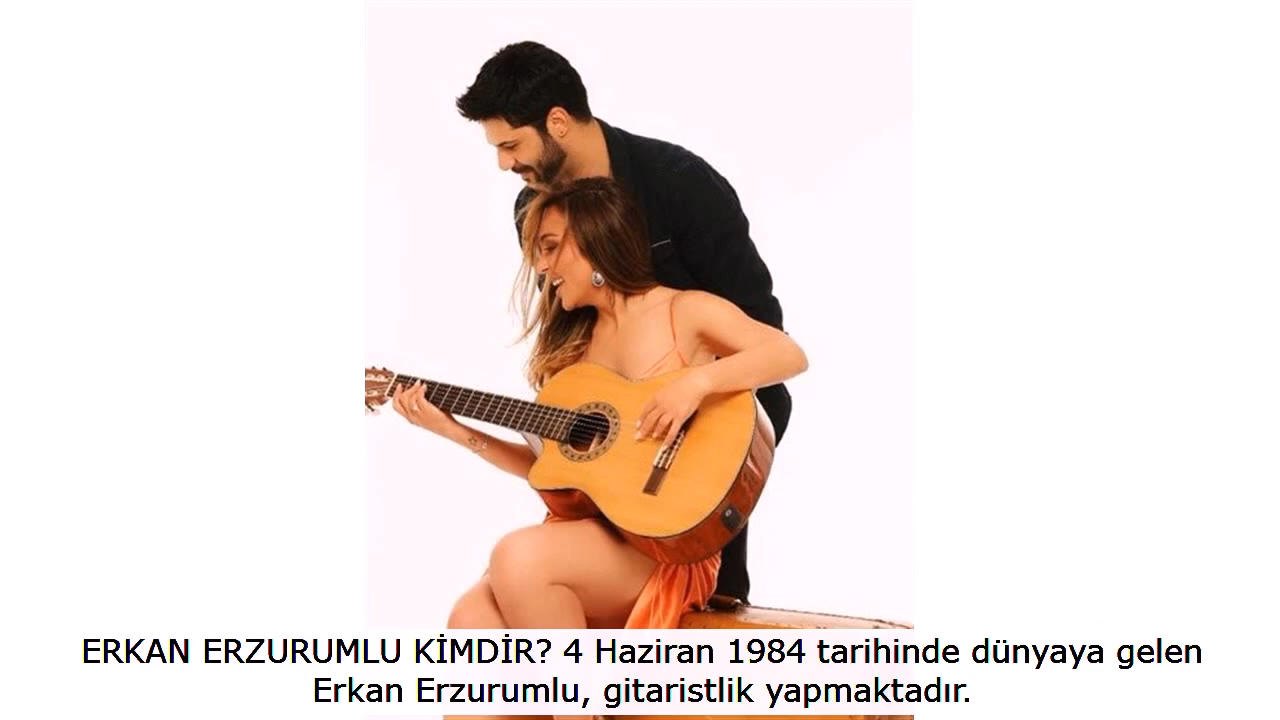 ERKAN ERZURUMLU KİMDİR? 4 Haziran 1984 tarihinde dünyaya gelen
Erkan Erzurumlu, gitaristlik yapmaktadır.